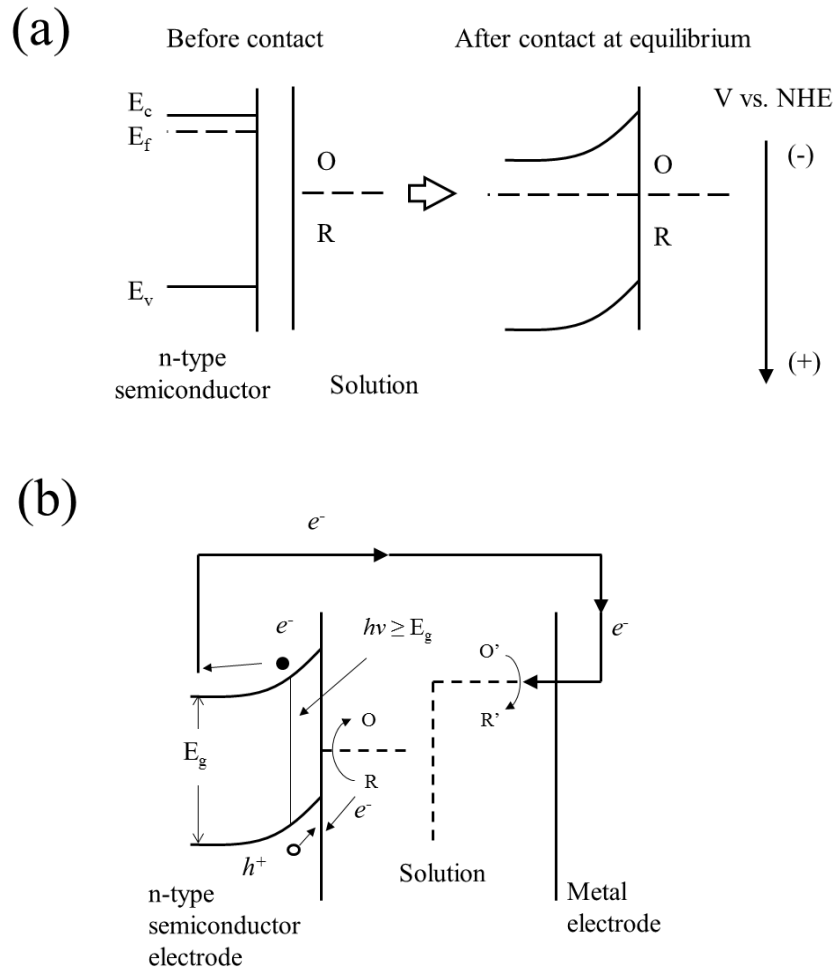 (a)
Before contact
After contact at equilibrium
V vs. NHE
E_c
E_f
(-)
O
O
R
R
E_v
(+)
n-type
semiconductor
Solution
(b)
e⁻
e⁻
hν ≥ E_g
e⁻
O’
O
R’
E_g
R
e⁻
h⁺
Solution
n-type
semiconductor
electrode
Metal
electrode